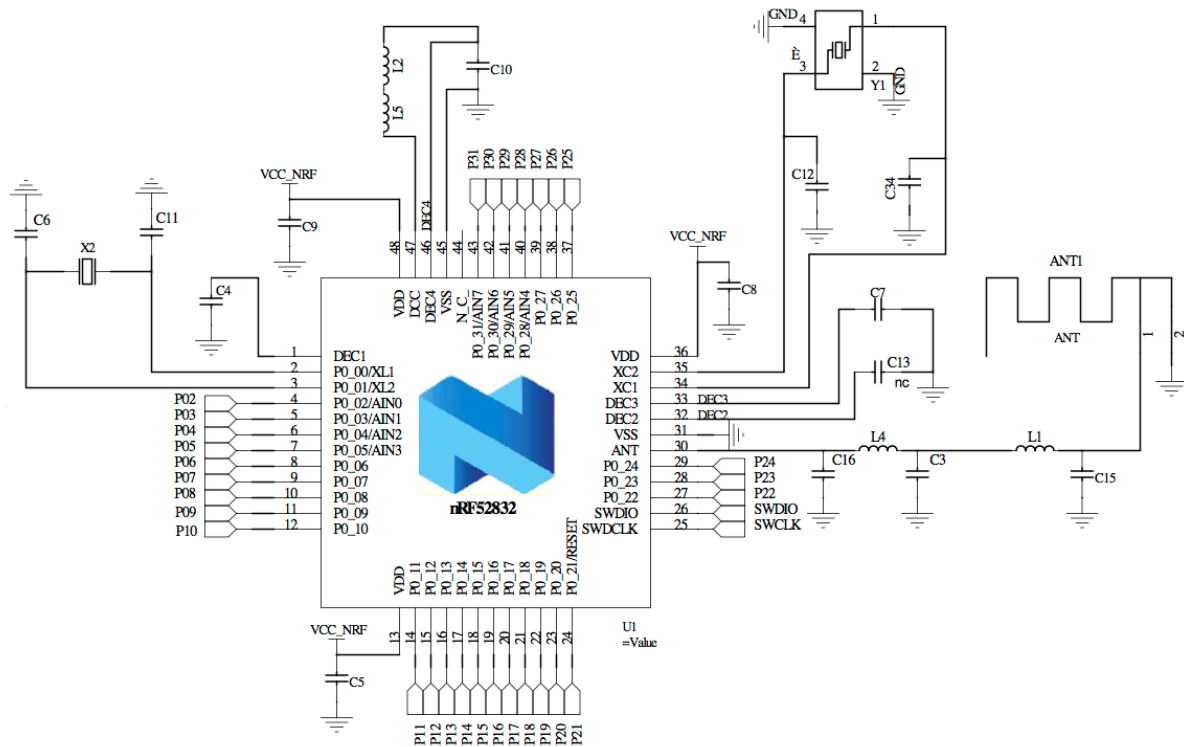 GND
4
1
È
3
2
Y1
GND
L2
L5
C10
C12
C34
P31
P30
P29
P28
P27
P26
P25
VCC_NRF
C9
DEC4
48
47
46
45
44
43
42
41
40
39
38
37
C6
C11
X2
C4
VCC_NRF
C8
C7
C13
nc
ANT1
ANT
1
2
VDD
DCC
DEC4
VSS
N_C_
P0_31/AIN7
P0_30/AIN6
P0_29/AIN5
P0_28/AIN4
P0_27
P0_26
P0_25
1 DEC1
2 P0_00/XL1
3 P0_01/XL2
P02 4 P0_02/AIN0
P03 5 P0_03/AIN1
P04 6 P0_04/AIN2
P05 7 P0_05/AIN3
P06 8 P0_06
P07 9 P0_07
P08 10 P0_08
P09 11 P0_09
P10 12 P0_10
nRF52832
VDD 36
XC2 35
XC1 34
DEC3 33 DEC3
DEC2 32 DEC2
VSS 31
ANT 30
P0_24 29 P24
P0_23 28 P23
P0_22 27 P22
SWDIO 26 SWDIO
SWDCLK 25 SWCLK
C16
L4
C3
L1
C15
VDD
P0_11
P0_12
P0_13
P0_14
P0_15
P0_16
P0_17
P0_18
P0_19
P0_20
P0_21/RESET
13
14
15
16
17
18
19
20
21
22
23
24
U1
=Value
VCC_NRF
C5
P11
P12
P13
P14
P15
P16
P17
P18
P19
P20
P21